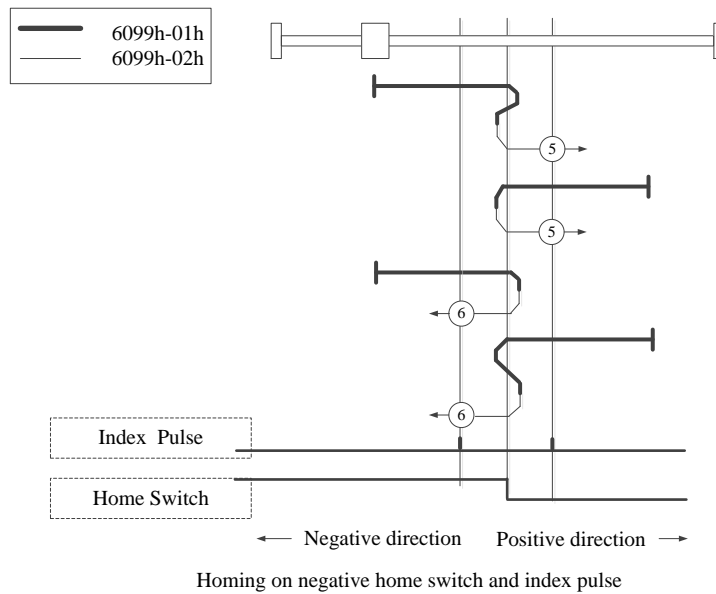 6099h-01h
6099h-02h
5
5
6
6
Index Pulse
Home Switch
Negative direction Positive direction
Homing on negative home switch and index pulse